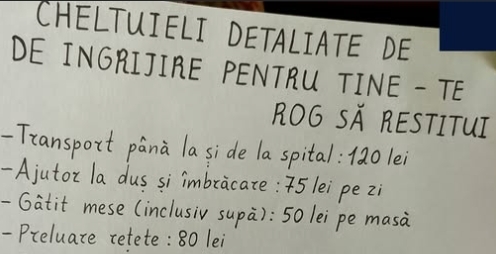 CHELTUIELI DETALIATE DE
DE INGRIJIRE PENTRU TINE – TE
ROG SĂ RESTITUI
– Transport până la și de la spital: 120 lei
– Ajutor la duș și îmbrăcare: 75 lei pe zi
– Gâtit mese (inclusiv supă): 50 lei pe masă
– Preluare rețete: 80 lei